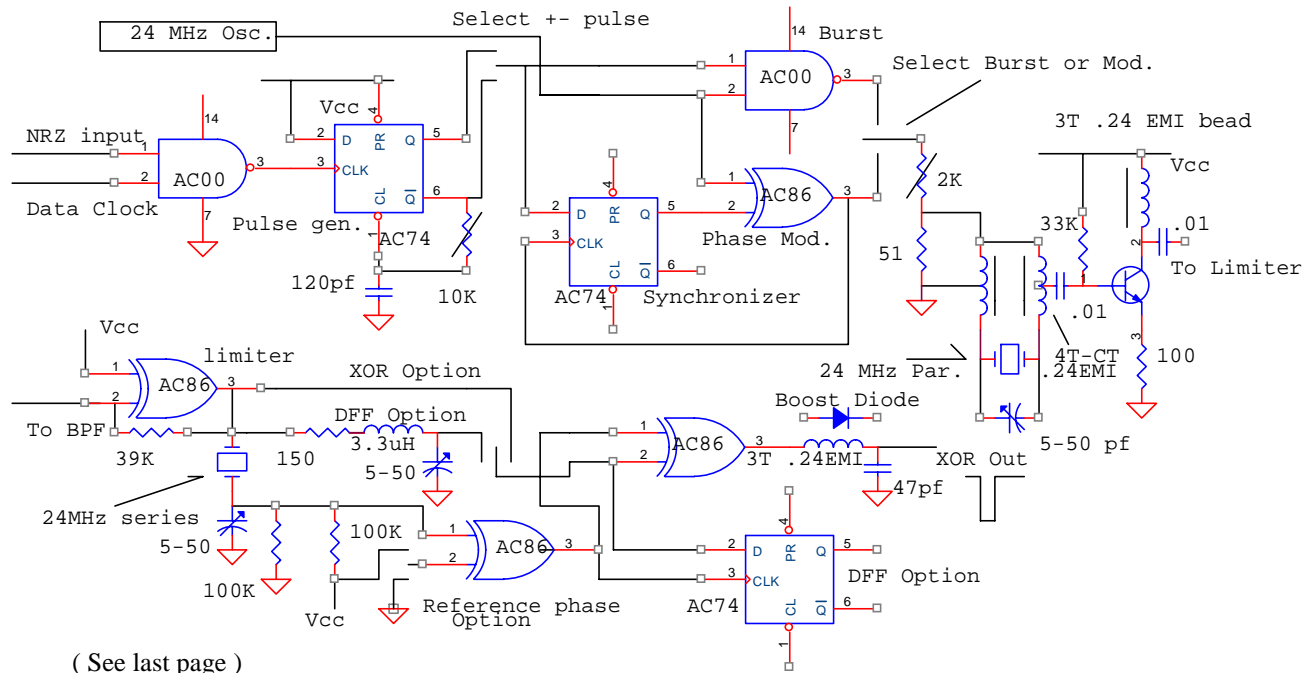 Select +- pulse
24 MHz Osc.
14
Burst
1
2
AC00
3
7
Select Burst or Mod.
Vcc
4
2 D PR Q 5
3 CLK
CL QI 6
1
AC74
Pulse gen.
14
NRZ input
1
2
AC00
3
7
Data Clock
120pf
10K
4
2 D PR Q 5
3 CLK
CL QI 6
1
AC74
Synchronizer
1
2
AC86
3
Phase Mod.
2K
51
3T .24 EMI bead
Vcc
33K
.01
2
To Limiter
1
.01
3
100
4T-CT
.24EMI
24 MHz Par.
5-50 pf
Vcc
1
2
AC86
3
limiter
To BPF
39K
XOR Option
DFF Option
150
3.3uH
5-50
24MHz series
5-50
100K
100K
Vcc
1
2
AC86
3
Reference phase
Option
1
2
AC86
3
Boost Diode
3T .24EMI
47pf
XOR Out
4
2 D PR Q 5
3 CLK
CL QI 6
1
AC74
DFF Option
( See last page )